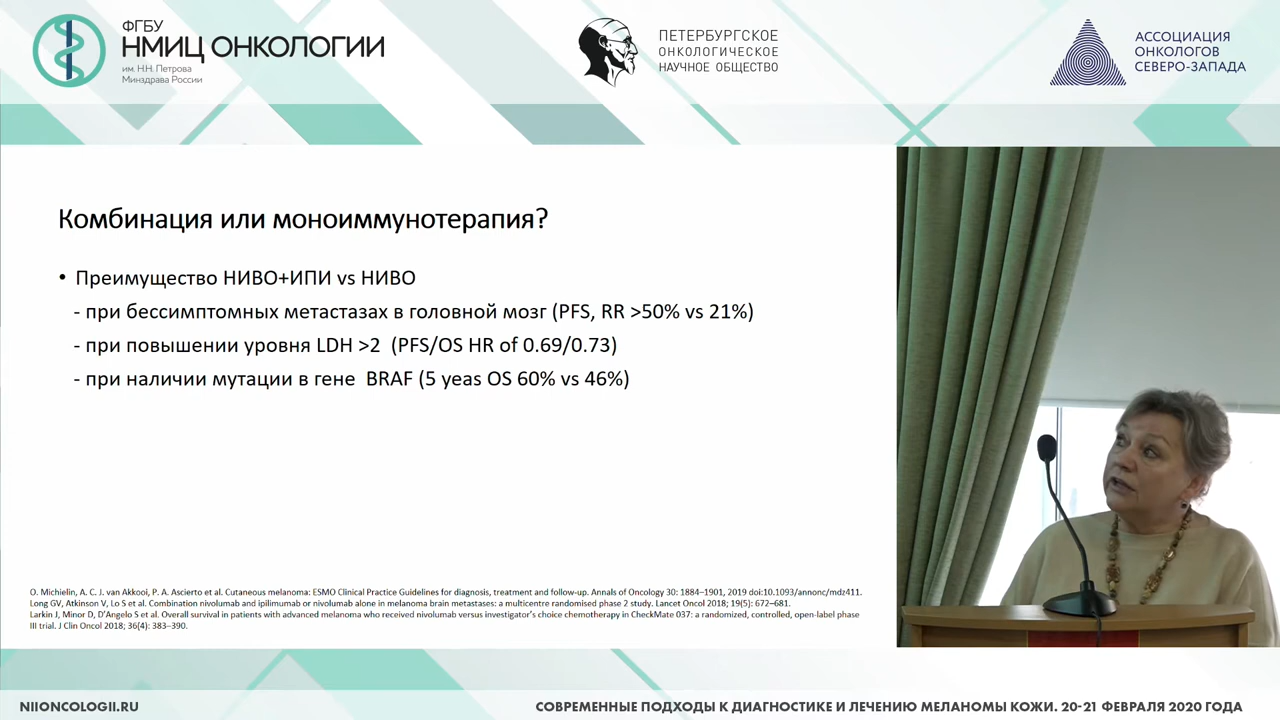 ФГБУ
НМИЦ ОНКОЛОГИИ
им. Н.Н. Петрова
Минздрава России
ПЕТЕРБУРГСКОЕ
ОНКОЛОГИЧЕСКОЕ
НАУЧНОЕ ОБЩЕСТВО
АССОЦИАЦИЯ
ОНКОЛОГОВ
СЕВЕРО-ЗАПАДА
Комбинация или моноиммунотерапия?
• Преимущество НИВО+ИПИ vs НИВО
- при бессимптомных метастазах в головной мозг (PFS, RR >50% vs 21%)
- при повышении уровня LDH >2 (PFS/OS HR of 0.69/0.73)
- при наличии мутации в гене BRAF (5 yeas OS 60% vs 46%)
O. Michielin, A. C. J. van Akkooi, P. A. Ascierto et al. Cutaneous melanoma: ESMO Clinical Practice Guidelines for diagnosis, treatment and follow-up. Annals of Oncology 30: 1884–1901, 2019 doi:10.1093/annonc/mdz411.
Long GV, Atkinson V, Lo S et al. Combination nivolumab and ipilimumab or nivolumab alone in melanoma brain metastases: a multicentre randomised phase 2 study. Lancet Oncol 2018; 19(5): 672–681.
Larkin J, Minor D, D'Angelo S et al. Overall survival in patients with advanced melanoma who received nivolumab versus investigator's choice chemotherapy in CheckMate 037: a randomized, controlled, open-label phase
III trial. J Clin Oncol 2018; 36(4): 383–390.
NIIONCOLOGII.RU
СОВРЕМЕННЫЕ ПОДХОДЫ К ДИАГНОСТИКЕ И ЛЕЧЕНИЮ МЕЛАНОМЫ КОЖИ. 20-21 ФЕВРАЛЯ 2020 ГОДА